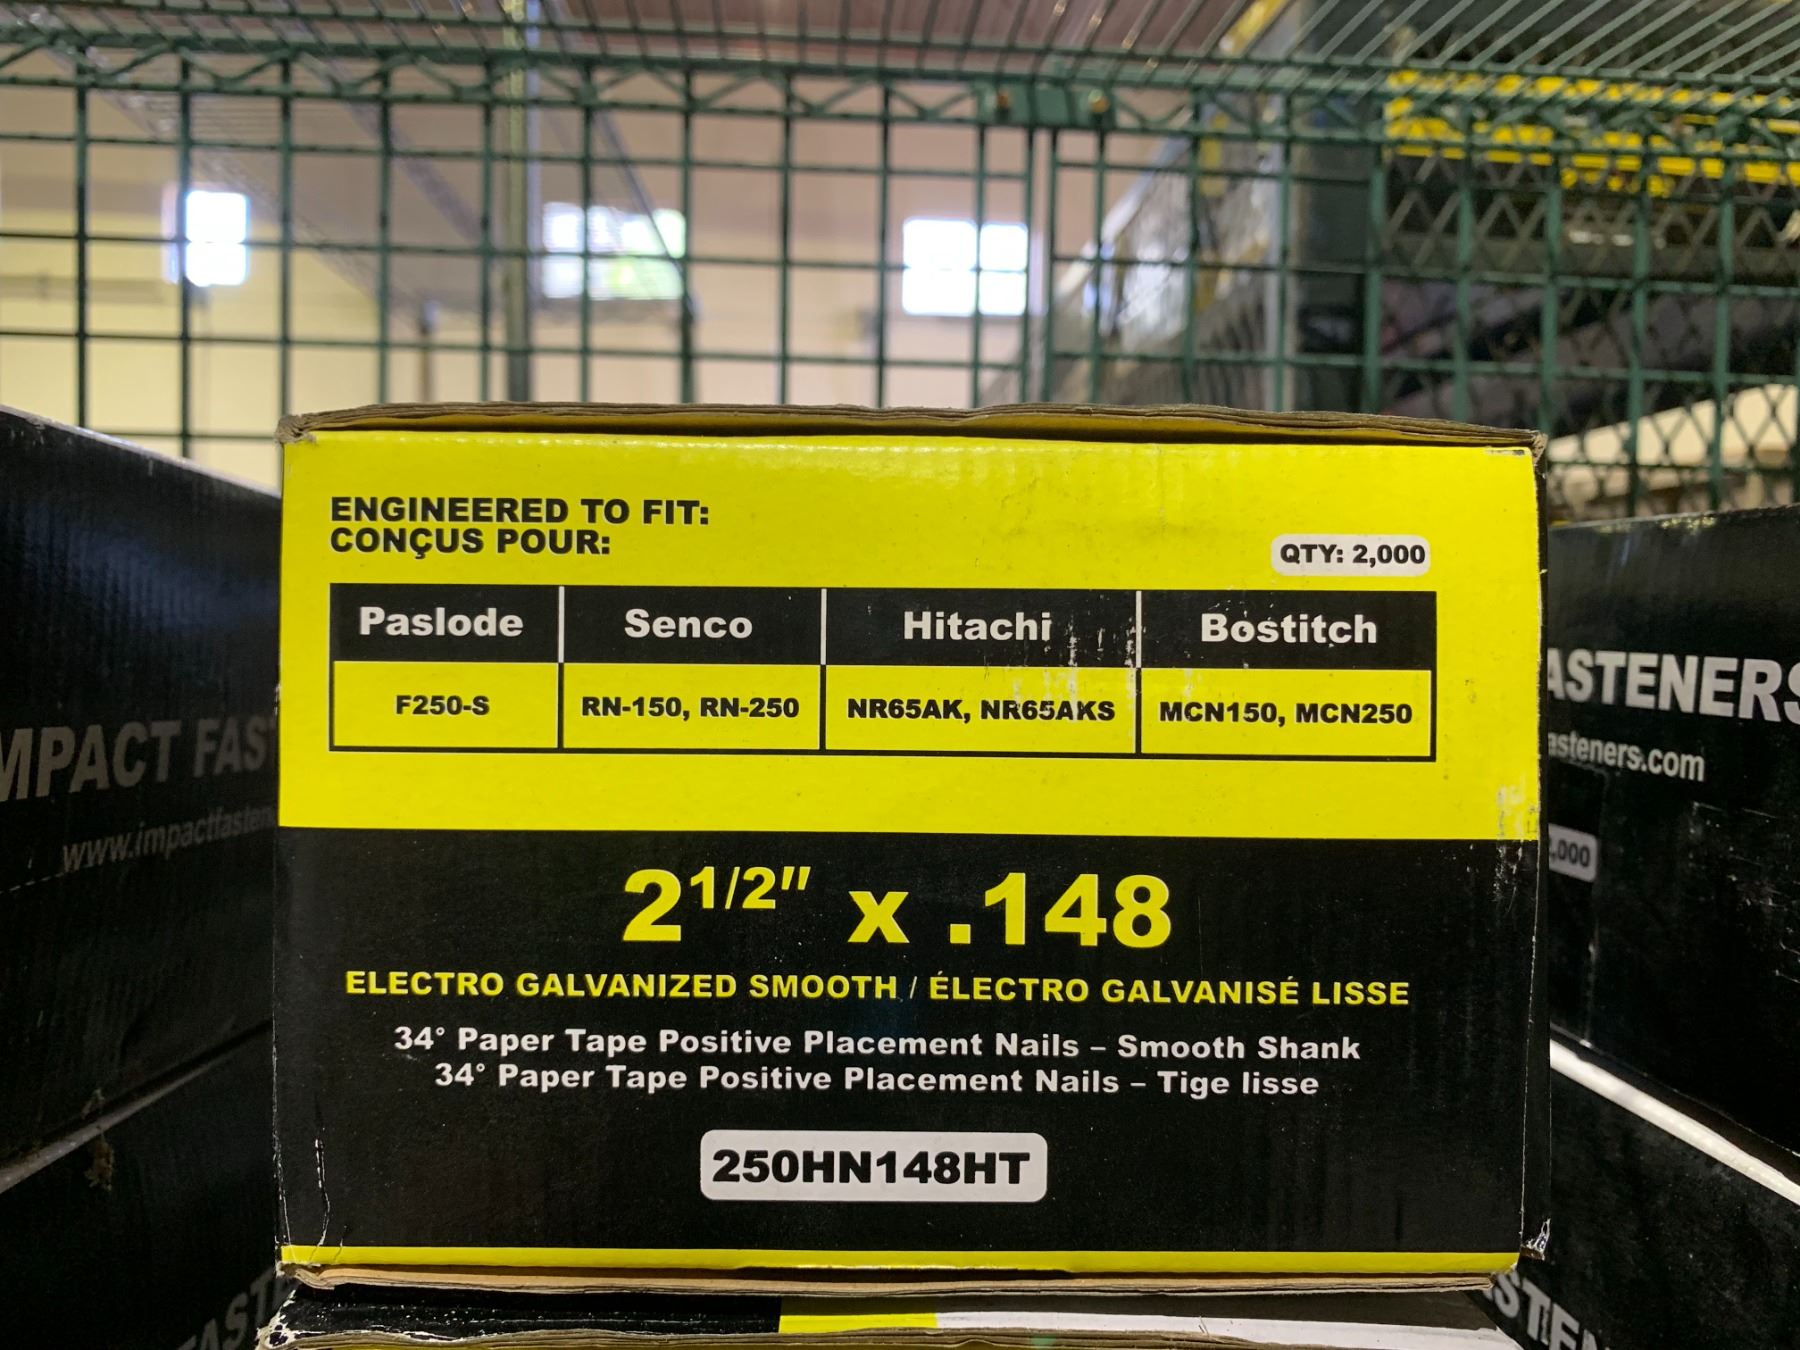 ENGINEERED TO FIT:
CONÇUS POUR:
QTY: 2,000
Paslode Senco Hitachi Bostitch
F250-S RN-150, RN-250 NR65AK, NR65AKS MCN150, MCN250
2 1/2" x .148
ELECTRO GALVANIZED SMOOTH / ÉLECTRO GALVANISÉ LISSE
34° Paper Tape Positive Placement Nails – Smooth Shank
34° Paper Tape Positive Placement Nails – Tige lisse
250HN148HT
MPACT FAS
www.impactfasten
ASTENERS
asteners.com
,000